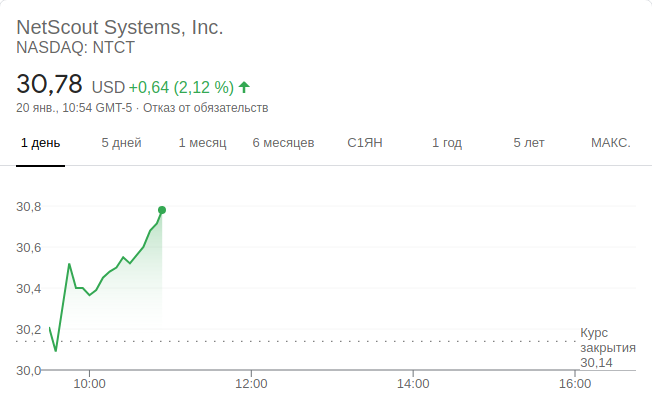 NetScout Systems, Inc.
NASDAQ: NTCT
30,78 USD +0,64 (2,12 %)
20 янв., 10:54 GMT-5 · Отказ от обязательств
1 день 5 дней 1 месяц 6 месяцев С1ЯН 1 год 5 лет МАКС.
30,8
30,6
30,4
30,2
30,0
Курс
закрытия
30,14
10:00 12:00 14:00 16:00